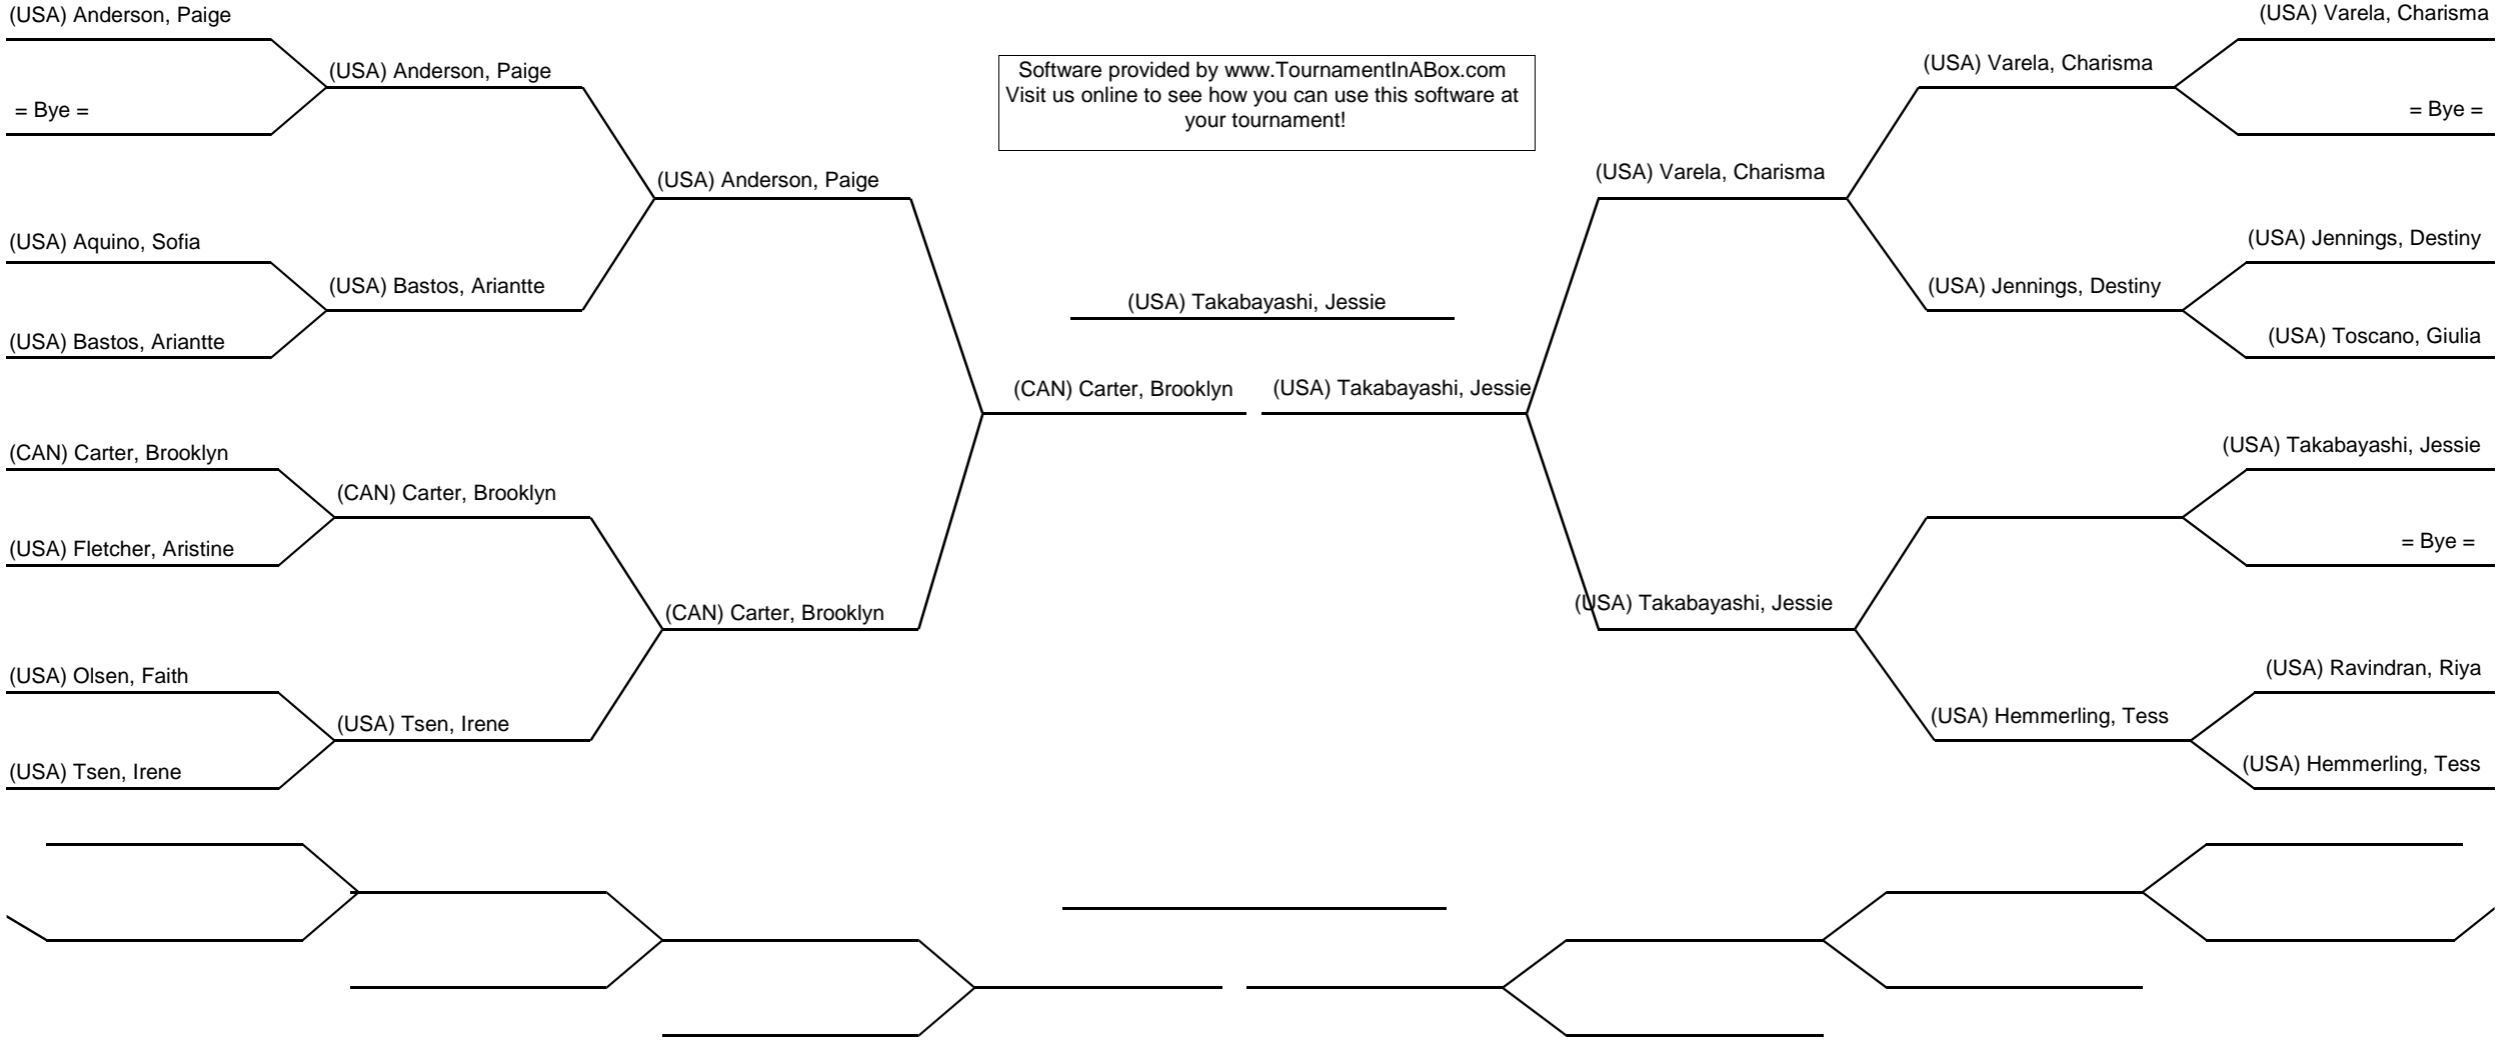 (USA) Anderson, Paige
= Bye =
(USA) Aquino, Sofia
(USA) Bastos, Ariantte
(CAN) Carter, Brooklyn
(USA) Fletcher, Aristine
(USA) Olsen, Faith
(USA) Tsen, Irene
(USA) Anderson, Paige
(USA) Bastos, Ariantte
(CAN) Carter, Brooklyn
(USA) Tsen, Irene
(USA) Anderson, Paige
(CAN) Carter, Brooklyn
Software provided by www.TournamentInABox.com
Visit us online to see how you can use this software at
your tournament!
(USA) Takabayashi, Jessie
(CAN) Carter, Brooklyn
(USA) Takabayashi, Jessie
(USA) Varela, Charisma
(USA) Takabayashi, Jessie
(USA) Varela, Charisma
(USA) Jennings, Destiny
(USA) Hemmerling, Tess
(USA) Varela, Charisma
= Bye =
(USA) Jennings, Destiny
(USA) Toscano, Giulia
(USA) Takabayashi, Jessie
= Bye =
(USA) Ravindran, Riya
(USA) Hemmerling, Tess